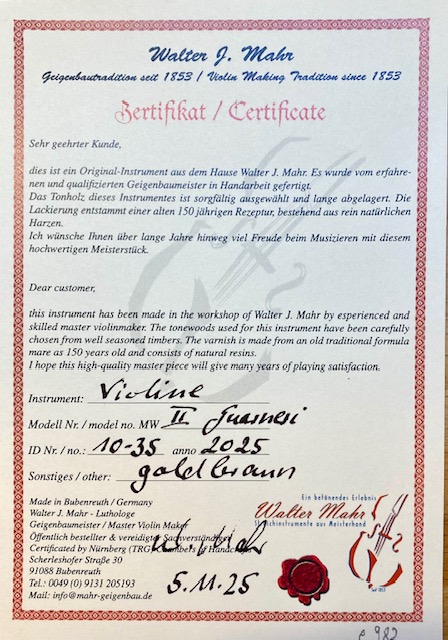 Walter J. Mahr
Geigenbautradition seit 1853 / Violin Making Tradition since 1853
Zertifikat / Certificate
Sehr geehrter Kunde,
dies ist ein Original-Instrument aus dem Hause Walter J. Mahr. Es wurde vom erfahre-
nen und qualifizierten Geigenbaumeister in Handarbeit gefertigt.
Das Tonholz dieses Instrumentes ist sorgfältig ausgewählt und lange abgelagert. Die
Lackierung entstammt einer alten 150 jährigen Rezeptur, bestehend aus rein natürlichen
Harzen.
Ich wünsche Ihnen über lange Jahre hinweg viel Freude beim Musizieren mit diesem
hochwertigen Meisterstück.
Dear customer,
this instrument has been made in the workshop of Walter J. Mahr by esperienced and
skilled master violinmaker. The tonewoods used for this instrument have been carefully
chosen from well seasoned timbers. The varnish is made from an old traditional formula
mare as 150 years old and consists of natural resins.
I hope this high-quality master piece will give many years of playing satisfaction.
Instrument: Violine
Modell Nr. / model no. MW II Guarneri
ID Nr. / no.: 10-35 anno 2025
Sonstiges / other: goldbraun
Made in Bubenreuth / Germany
Walter J. Mahr - Luthologe
Geigenbaumeister / Master Violin Maker
Öffentlich bestellter & vereidigter Sachverständiger
Certificated by Nürnberg (TRG) Chambers of Handcraft
Scherleshofer Straße 30
91088 Bubenreuth
Tel.: 0049 (0) 9131 205193
Mail: info@mahr-geigenbau.de
5.11.25
Ein betönendes Erlebnis
Walter Mahr
Streichinstrumente aus Meisterhand
Seit 1853